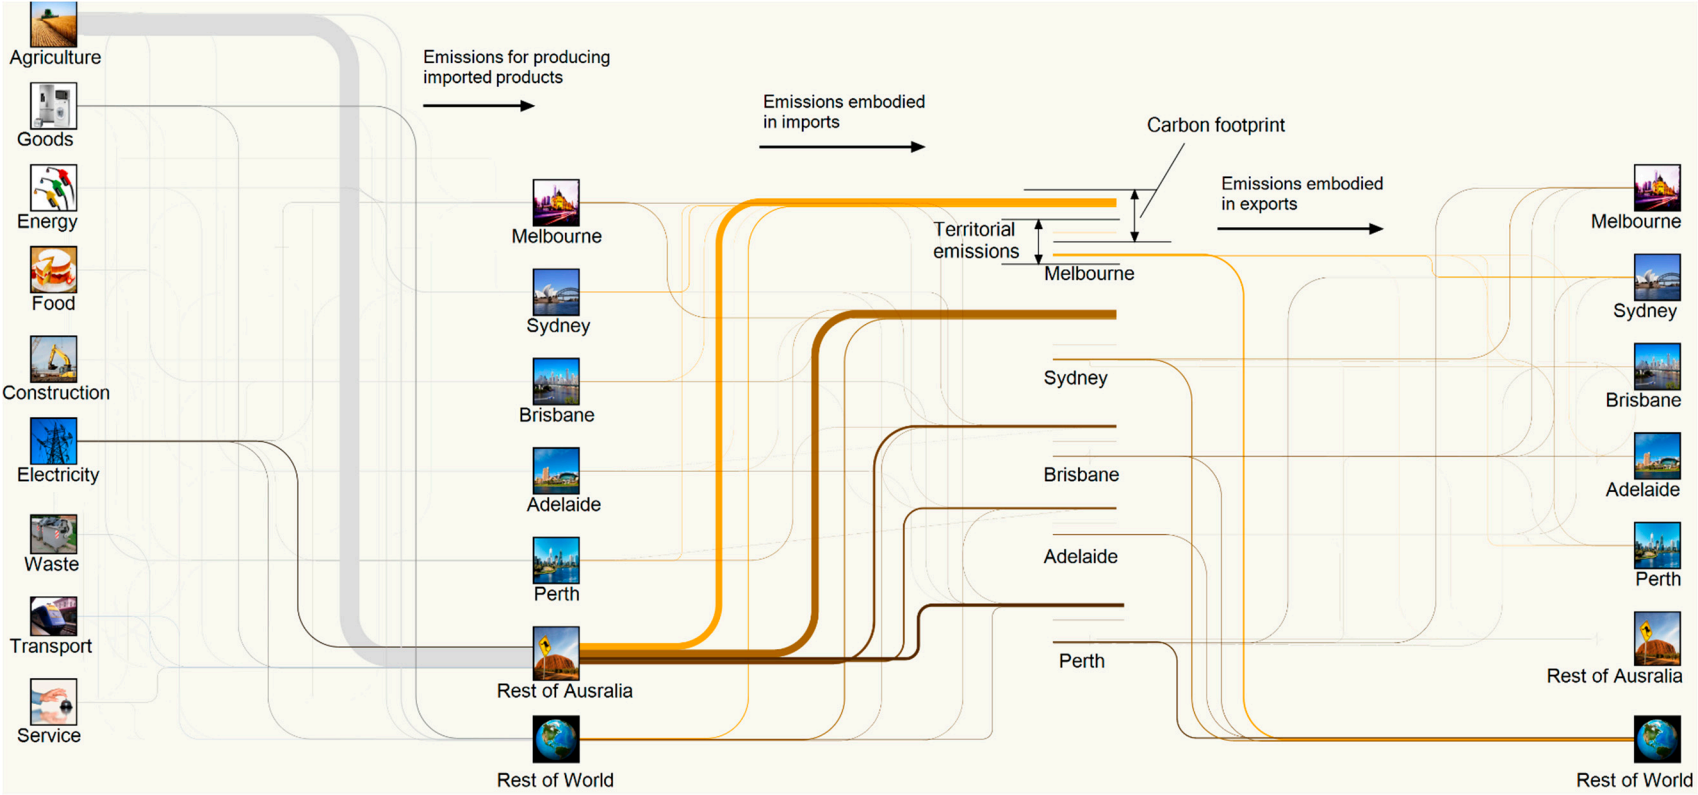 Agriculture
Goods
Energy
Food
Construction
Electricity
Waste
Transport
Service
Emissions for producing
imported products
Melbourne
Sydney
Brisbane
Adelaide
Perth
Rest of Ausralia
Rest of World
Emissions embodied
in imports
Carbon footprint
Territorial
emissions
Melbourne
Sydney
Brisbane
Adelaide
Perth
Emissions embodied
in exports
Melbourne
Sydney
Brisbane
Adelaide
Perth
Rest of Ausralia
Rest of World